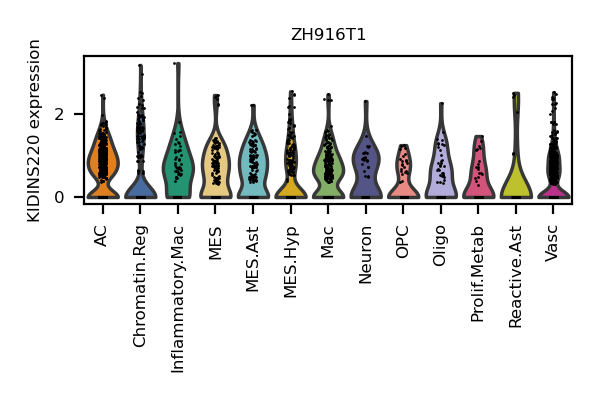 ZH916T1
KIDINS220 expression
2
0
AC
Chromatin.Reg
Inflammatory.Mac
MES
MES.Ast
MES.Hyp
Mac
Neuron
OPC
Oligo
Prolif.Metab
Reactive.Ast
Vasc